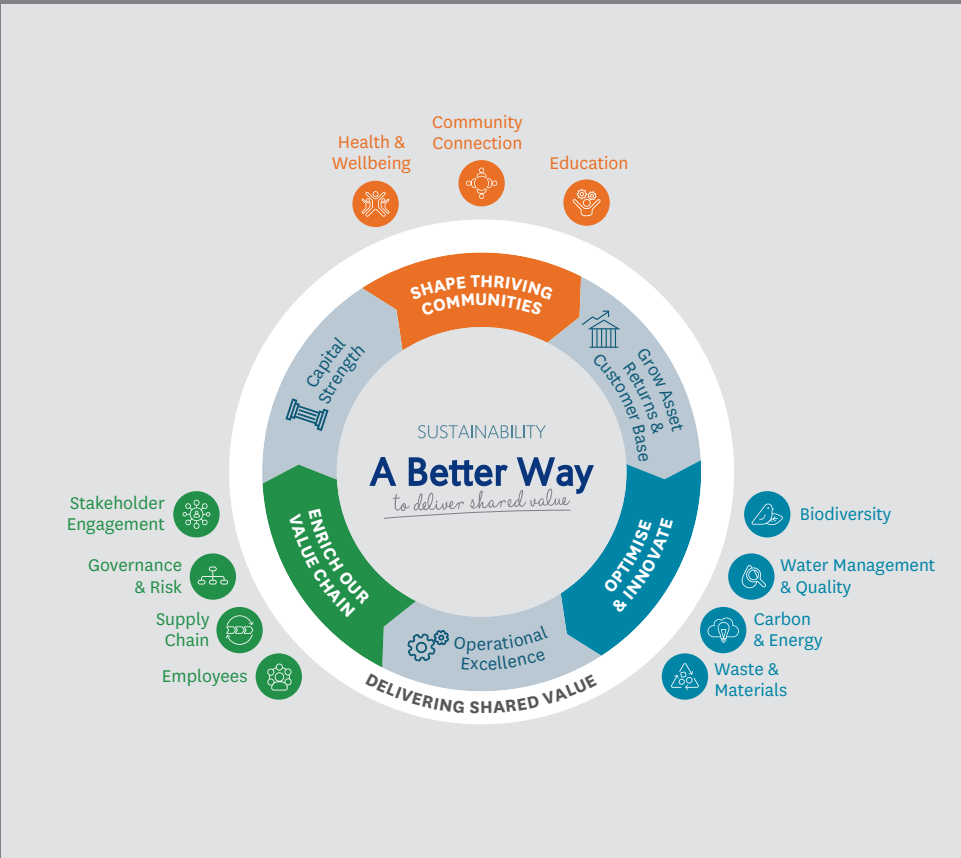 Community
Connection
Health &
Wellbeing
Education
SHAPE THRIVING
COMMUNITIES
Capital
Strength
Grow Asset
Returns &
Customer Base
SUSTAINABILITY
A Better Way
to deliver shared value
Stakeholder
Engagement
Governance
& Risk
Supply
Chain
Employees
ENRICH OUR
VALUE CHAIN
OPTIMISE
& INNOVATE
Biodiversity
Water Management
& Quality
Carbon
& Energy
Waste &
Materials
Operational
Excellence
DELIVERING SHARED VALUE